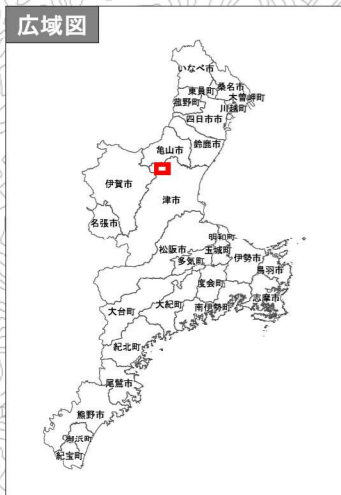 広域図
いなべ市
東員町
桑名市
木曽岬町
菰野町
川越町
四日市市
鈴鹿市
亀山市
伊賀市
津市
名張市
松阪市
明和町
多気町
玉城町
伊勢市
鳥羽市
度会町
志摩市
大台町
大紀町
南伊勢町
紀北町
尾鷲市
熊野市
御浜町
紀宝町